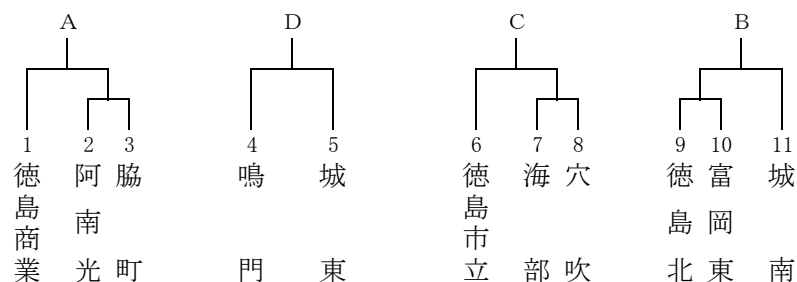 A D C B
1 2 3 4 5 6 7 8 9 10 11
徳島商業
阿南光
脇町
鳴門
城東
徳島市立
海部
穴吹
徳島北
富岡東
城南